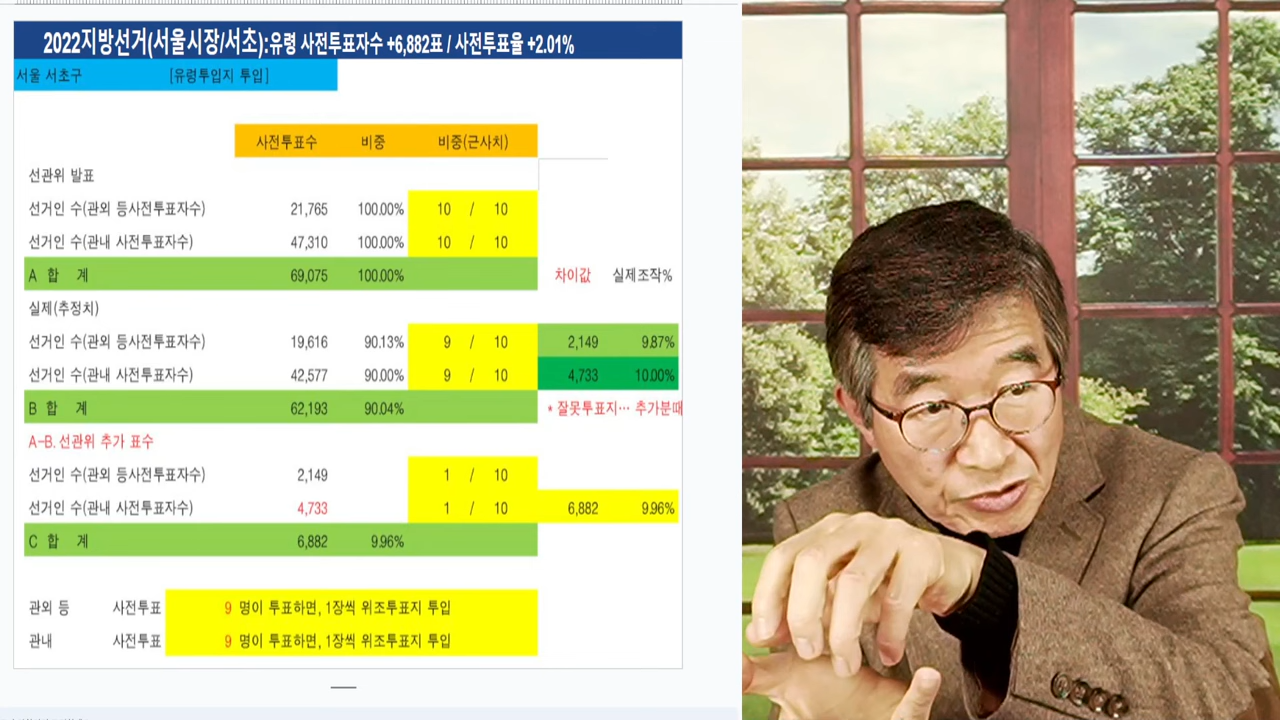 2022지방선거(서울시장/서초):유령 사전투표자수 +6,882표 / 사전투표율 +2.01%
서울 서초구 [유령투입지 투입]
사전투표수 비중 비중(근사치)
선관위 발표
선거인 수(관외 등사전투표자수) 21,765 100.00% 10 / 10
선거인 수(관내 사전투표자수) 47,310 100.00% 10 / 10
A 합 계 69,075 100.00% 차이값 실제조작%
실제(추정치)
선거인 수(관외 등사전투표자수) 19,616 90.13% 9 / 10 2,149 9.87%
선거인 수(관내 사전투표자수) 42,577 90.00% 9 / 10 4,733 10.00%
B 합 계 62,193 90.04% * 잘못투표지… 추가분때
A-B. 선관위 추가 표수
선거인 수(관외 등사전투표자수) 2,149 1 / 10
선거인 수(관내 사전투표자수) 4,733 1 / 10 6,882 9.96%
C 합 계 6,882 9.96%
관외 등 사전투표 9 명이 투표하면, 1장씩 위조투표지 투입
관내 사전투표 9 명이 투표하면, 1장씩 위조투표지 투입